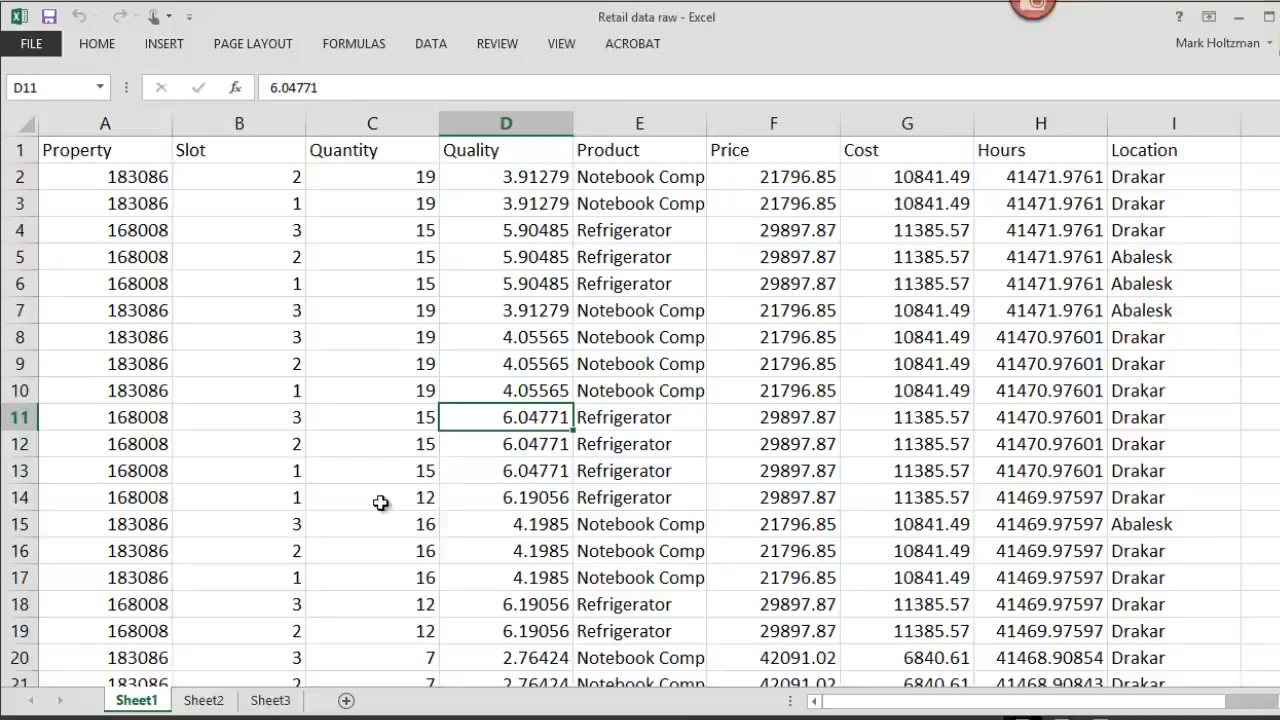 Retail data raw - Excel
FILE HOME INSERT PAGE LAYOUT FORMULAS DATA REVIEW VIEW ACROBAT Mark Holtzman
D11 fx 6.04771
A B C D E F G H I
1 Property Slot Quantity Quality Product Price Cost Hours Location
2 183086 2 19 3.91279 Notebook Comp 21796.85 10841.49 41471.9761 Drakar
3 183086 1 19 3.91279 Notebook Comp 21796.85 10841.49 41471.9761 Drakar
4 168008 3 15 5.90485 Refrigerator 29897.87 11385.57 41471.9761 Drakar
5 168008 2 15 5.90485 Refrigerator 29897.87 11385.57 41471.9761 Abalesk
6 168008 1 15 5.90485 Refrigerator 29897.87 11385.57 41471.9761 Abalesk
7 183086 3 19 3.91279 Notebook Comp 21796.85 10841.49 41471.9761 Abalesk
8 183086 3 19 4.05565 Notebook Comp 21796.85 10841.49 41470.97601 Drakar
9 183086 2 19 4.05565 Notebook Comp 21796.85 10841.49 41470.97601 Drakar
10 183086 1 19 4.05565 Notebook Comp 21796.85 10841.49 41470.97601 Drakar
11 168008 3 15 6.04771 Refrigerator 29897.87 11385.57 41470.97601 Drakar
12 168008 2 15 6.04771 Refrigerator 29897.87 11385.57 41470.97601 Drakar
13 168008 1 15 6.04771 Refrigerator 29897.87 11385.57 41470.97601 Drakar
14 168008 1 12 6.19056 Refrigerator 29897.87 11385.57 41469.97597 Drakar
15 183086 3 16 4.1985 Notebook Comp 21796.85 10841.49 41469.97597 Abalesk
16 183086 2 16 4.1985 Notebook Comp 21796.85 10841.49 41469.97597 Drakar
17 183086 1 16 4.1985 Notebook Comp 21796.85 10841.49 41469.97597 Drakar
18 168008 3 12 6.19056 Refrigerator 29897.87 11385.57 41469.97597 Drakar
19 168008 2 12 6.19056 Refrigerator 29897.87 11385.57 41469.97597 Drakar
20 183086 3 7 2.76424 Notebook Comp 42091.02 6840.61 41468.90854 Drakar
21 183086 2 7 2.76424 Notebook Comp 42091.02 6840.61 41468.90843 Drakar
Sheet1 Sheet2 Sheet3